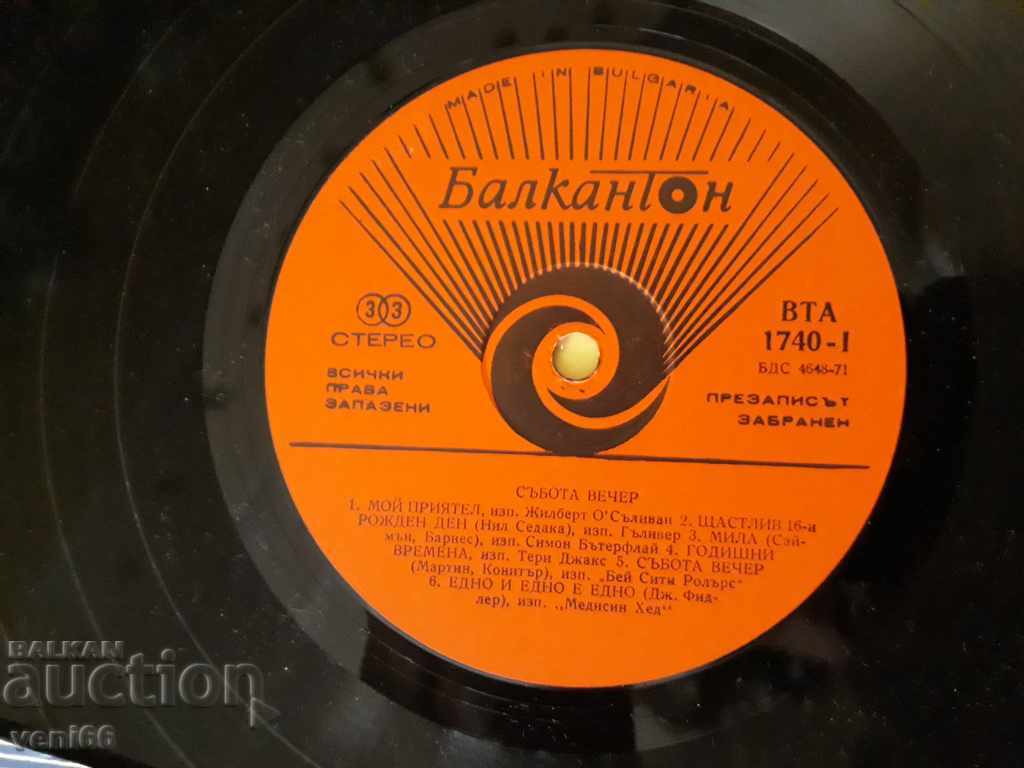 MADE IN BULGARIA
БалканТон
33
СТЕРЕО
ВСИЧКИ
ПРАВА
ЗАПАЗЕНИ
ВТА
1740-I
БДС 4648-71
ПРЕЗАПИСЪТ
ЗАБРАНЕН
СЪБОТА ВЕЧЕР
1. МОЙ ПРИЯТЕЛ, изп. Жилберт О'Съливан 2. ЩАСТЛИВ 16-и
РОЖДЕН ДЕН (Нил Седака), изп. Гъливер 3. МИЛА (Сай-
мън, Барнес), изп. Симон Бътерфлай 4. ГОДИШНИ
ВРЕМЕНА, изп. Тери Джакс 5. СЪБОТА ВЕЧЕР
(Мартин, Конитър), изп. „Бей Сити Ролърс“
6. ЕДНО И ЕДНО Е ЕДНО (Дж. Фид-
лер), изп. „Медисин Хед“
BALKAN
auction
veni66